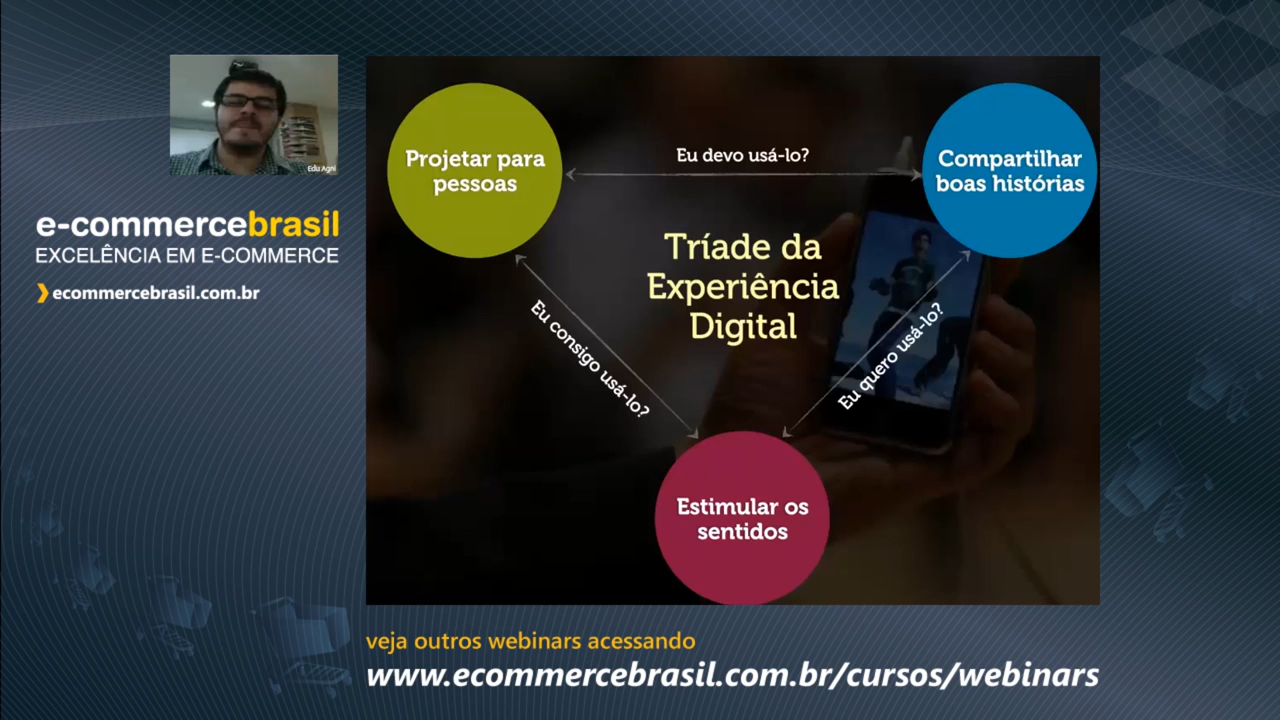 Edu Agni
e-commercebrasil
EXCELÊNCIA EM E-COMMERCE
ecommercebrasil.com.br
Projetar para
pessoas
Eu devo usá-lo?
Compartilhar
boas histórias
Tríade da
Experiência
Digital
Eu consigo usá-lo?
Eu quero usá-lo?
Estimular os
sentidos
veja outros webinars acessando
www.ecommercebrasil.com.br/cursos/webinars